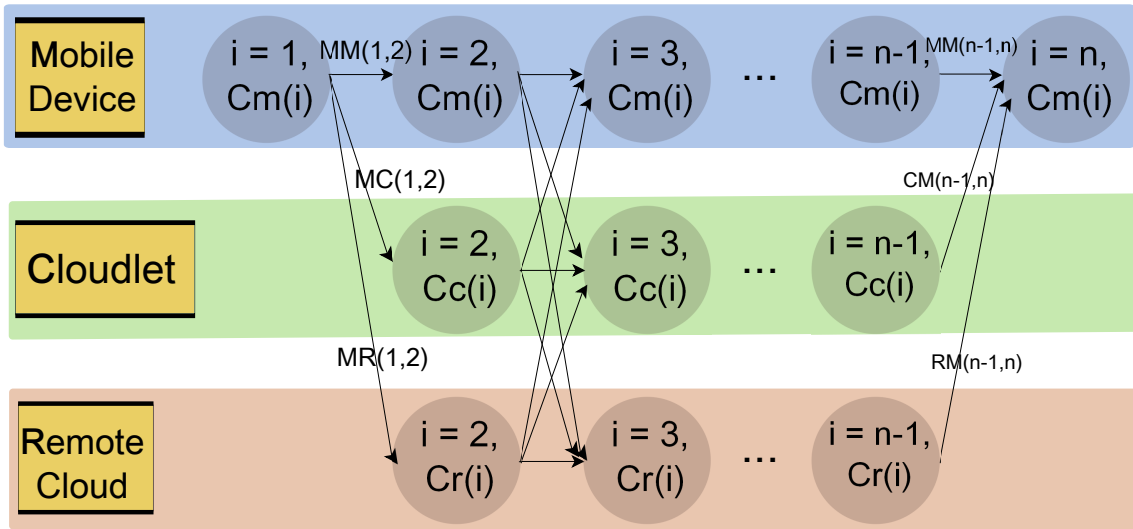 Mobile
Device
i = 1,
Cm(i)
MM(1,2)
i = 2,
Cm(i)
i = 3,
Cm(i)
...
i = n-1,
Cm(i)
MM(n-1,n)
i = n,
Cm(i)
MC(1,2)
CM(n-1,n)
Cloudlet
i = 2,
Cc(i)
i = 3,
Cc(i)
...
i = n-1,
Cc(i)
MR(1,2)
RM(n-1,n)
Remote
Cloud
i = 2,
Cr(i)
i = 3,
Cr(i)
...
i = n-1,
Cr(i)